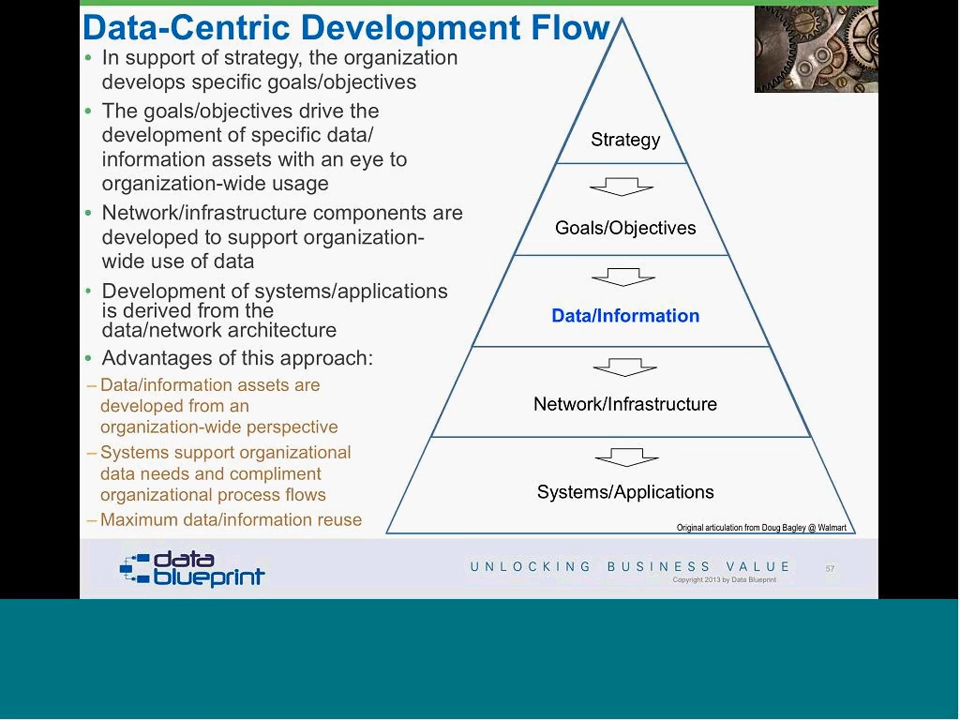 Data-Centric Development Flow
• In support of strategy, the organization
develops specific goals/objectives
• The goals/objectives drive the
development of specific data/
information assets with an eye to
organization-wide usage
• Network/infrastructure components are
developed to support organization-
wide use of data
• Development of systems/applications
is derived from the
data/network architecture
• Advantages of this approach:
– Data/information assets are
developed from an
organization-wide perspective
– Systems support organizational
data needs and compliment
organizational process flows
– Maximum data/information reuse
Strategy
Goals/Objectives
Data/Information
Network/Infrastructure
Systems/Applications
Original articulation from Doug Bagley @ Walmart
data
blueprint
UNLOCKING BUSINESS VALUE
Copyright 2013 by Data Blueprint
57